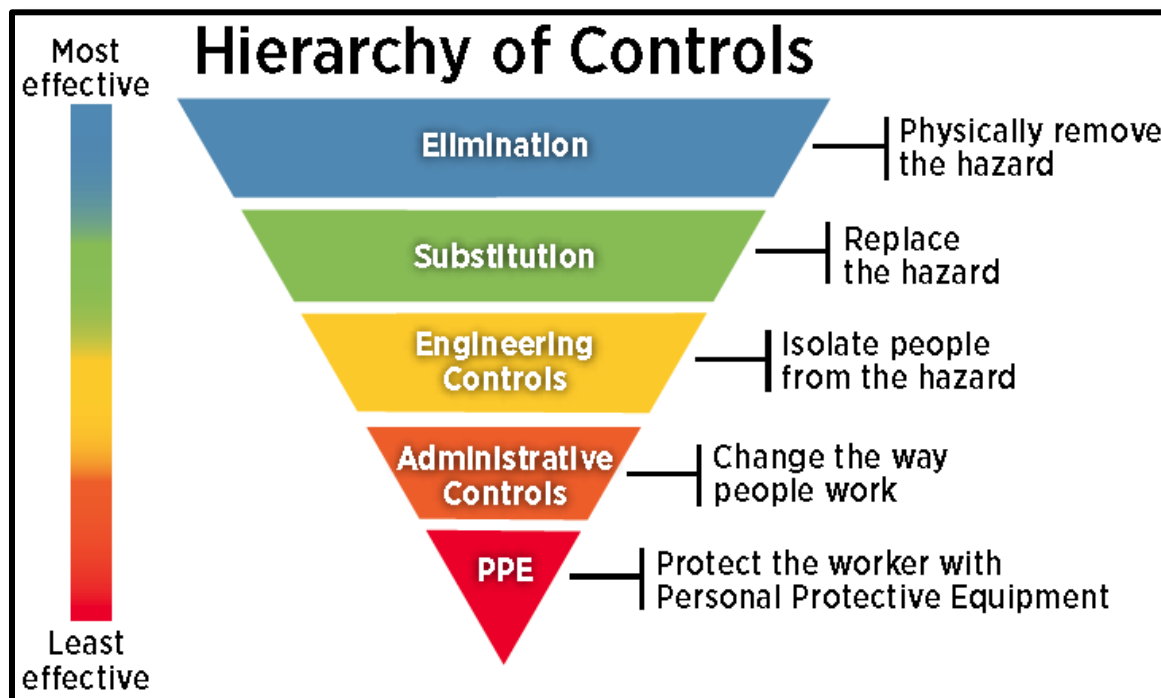 Hierarchy of Controls
Most
effective
Elimination
Physically remove
the hazard
Substitution
Replace
the hazard
Engineering
Controls
Isolate people
from the hazard
Administrative
Controls
Change the way
people work
PPE
Protect the worker with
Personal Protective Equipment
Least
effective